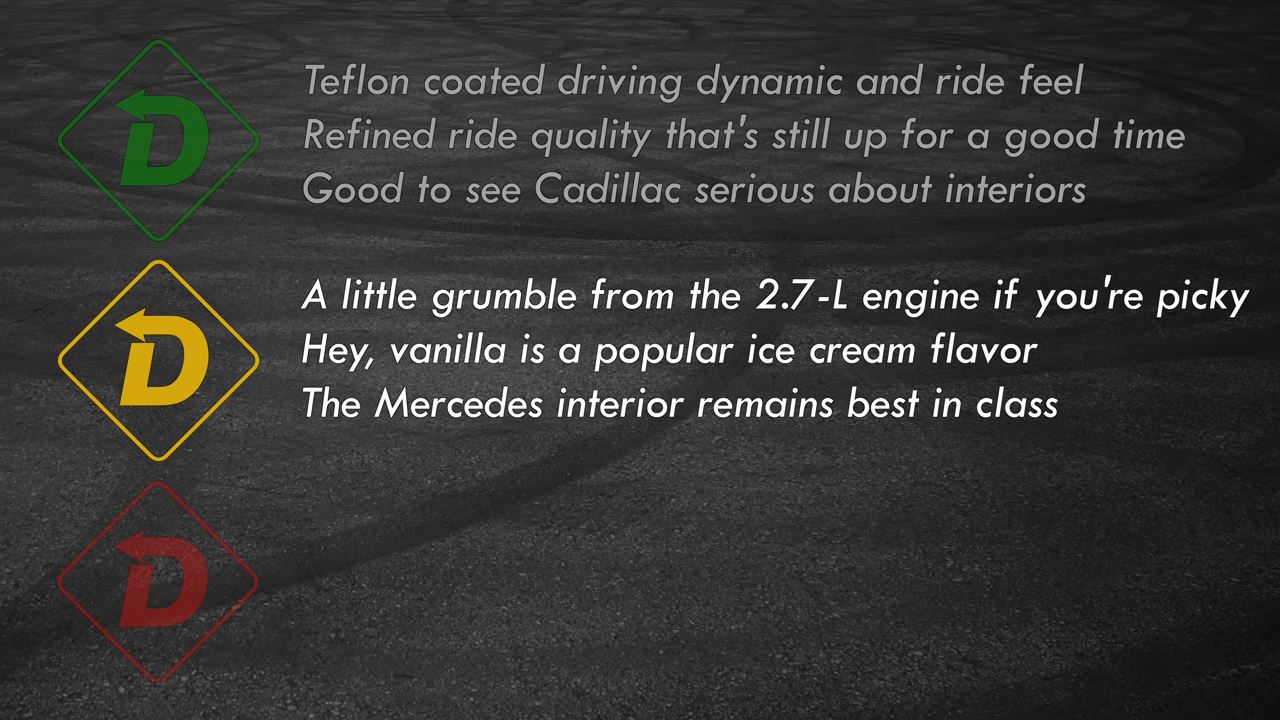 D
Teflon coated driving dynamic and ride feel
Refined ride quality that's still up for a good time
Good to see Cadillac serious about interiors
D
A little grumble from the 2.7-L engine if you're picky
Hey, vanilla is a popular ice cream flavor
The Mercedes interior remains best in class
D